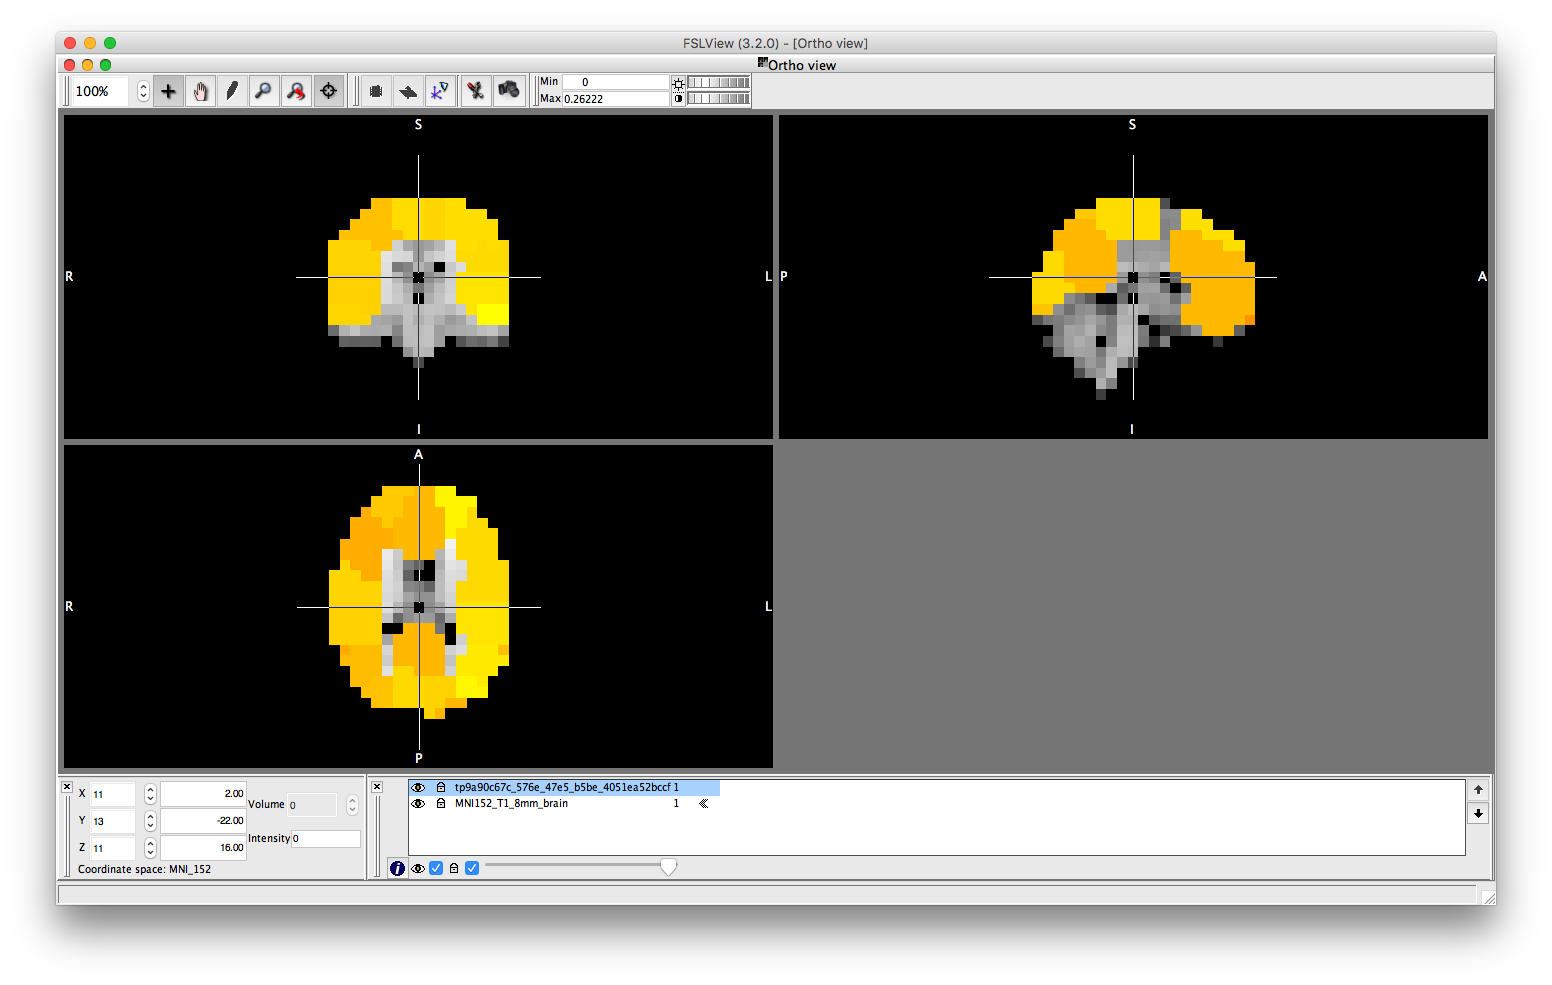 FSLView (3.2.0) - [Ortho view]
Ortho view
100%
Min 0
Max 0.26222
S
R
L
I
S
P
A
I
A
R
L
P
X 11 2.00
Volume 0
Y 13 -22.00
Intensity 0
Z 11 16.00
Coordinate space: MNI_152
tp9a90c67c_576e_47e5_b5be_4051ea52bccf 1
MNI152_T1_8mm_brain 1
i